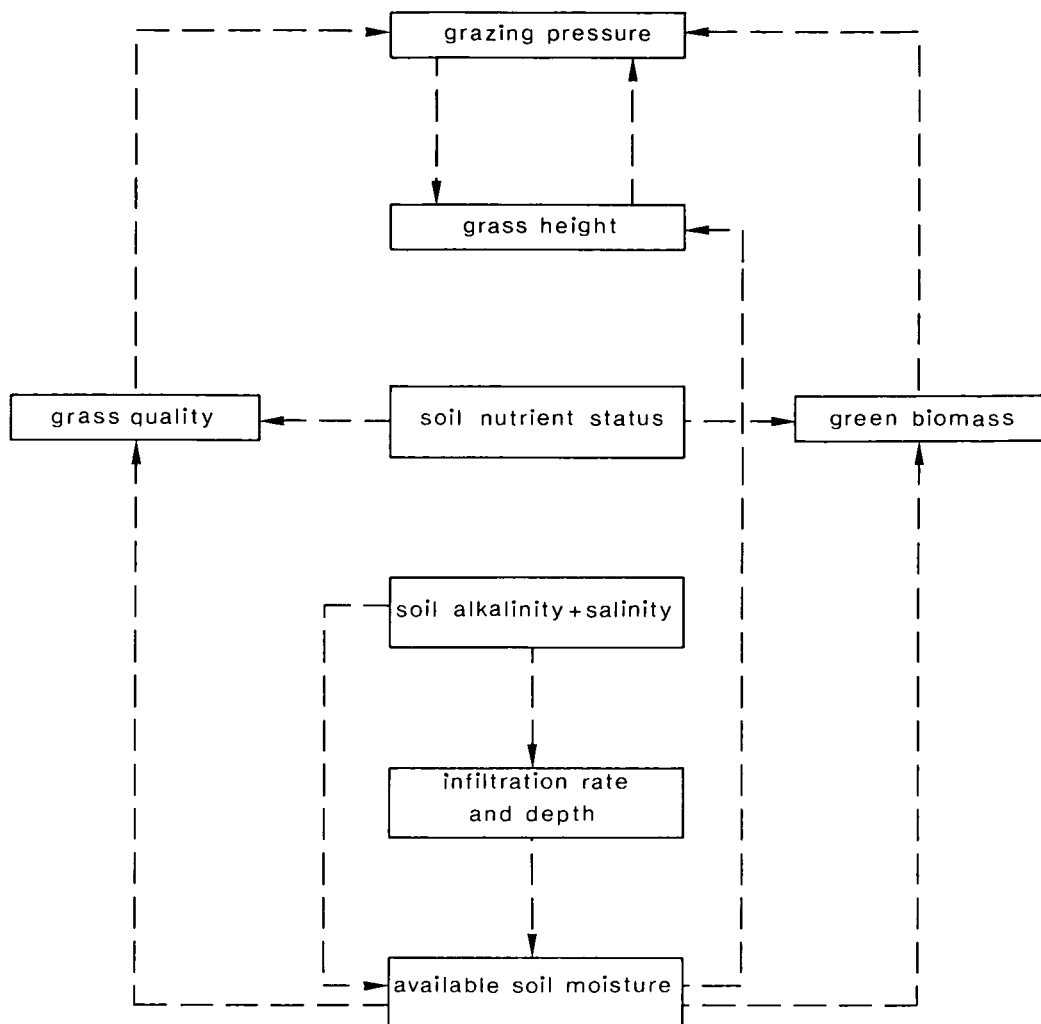 grazing pressure
grass height
grass quality
soil nutrient status
green biomass
soil alkalinity + salinity
infiltration rate
and depth
available soil moisture